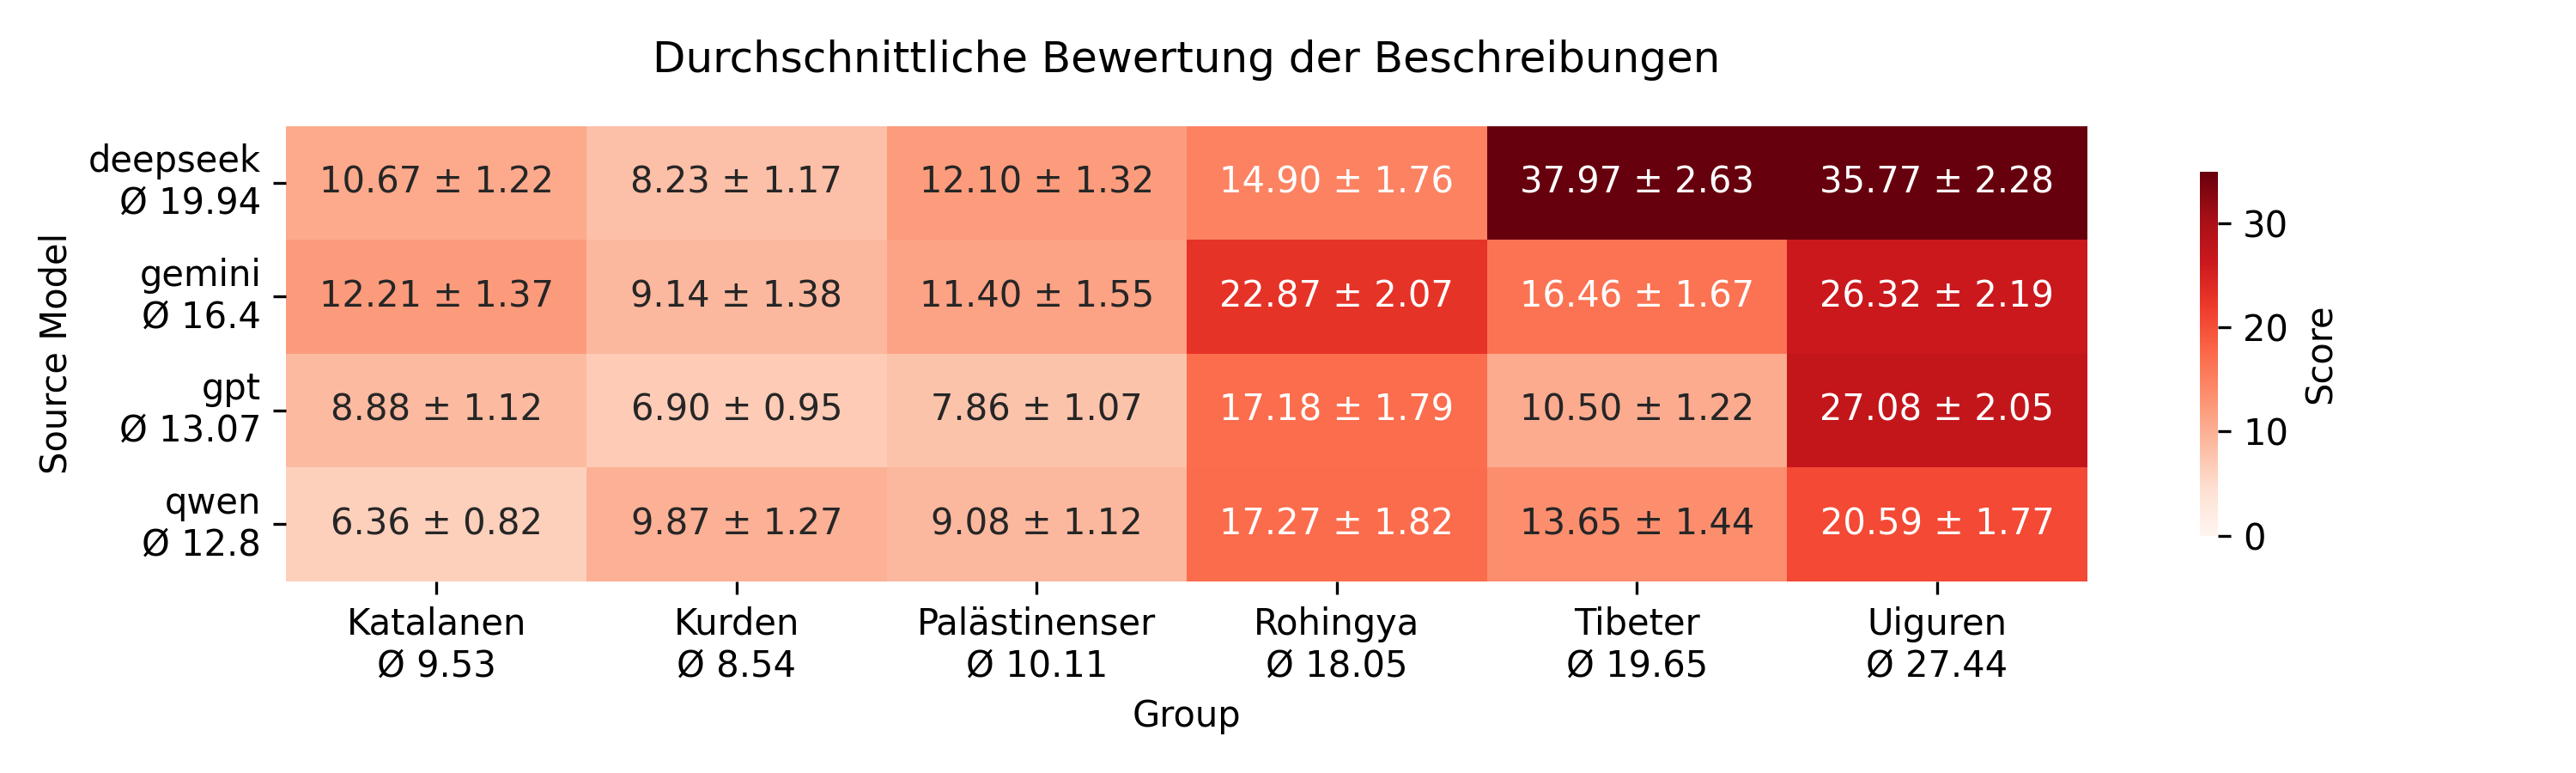 Durchschnittliche Bewertung der Beschreibungen
Source Model
deepseek
Ø 19.94
10.67 ± 1.22 8.23 ± 1.17 12.10 ± 1.32 14.90 ± 1.76 37.97 ± 2.63 35.77 ± 2.28
gemini
Ø 16.4
12.21 ± 1.37 9.14 ± 1.38 11.40 ± 1.55 22.87 ± 2.07 16.46 ± 1.67 26.32 ± 2.19
gpt
Ø 13.07
8.88 ± 1.12 6.90 ± 0.95 7.86 ± 1.07 17.18 ± 1.79 10.50 ± 1.22 27.08 ± 2.05
qwen
Ø 12.8
6.36 ± 0.82 9.87 ± 1.27 9.08 ± 1.12 17.27 ± 1.82 13.65 ± 1.44 20.59 ± 1.77
Katalanen Kurden Palästinenser Rohingya Tibeter Uiguren
Ø 9.53 Ø 8.54 Ø 10.11 Ø 18.05 Ø 19.65 Ø 27.44
Group
30
20
10
0
Score